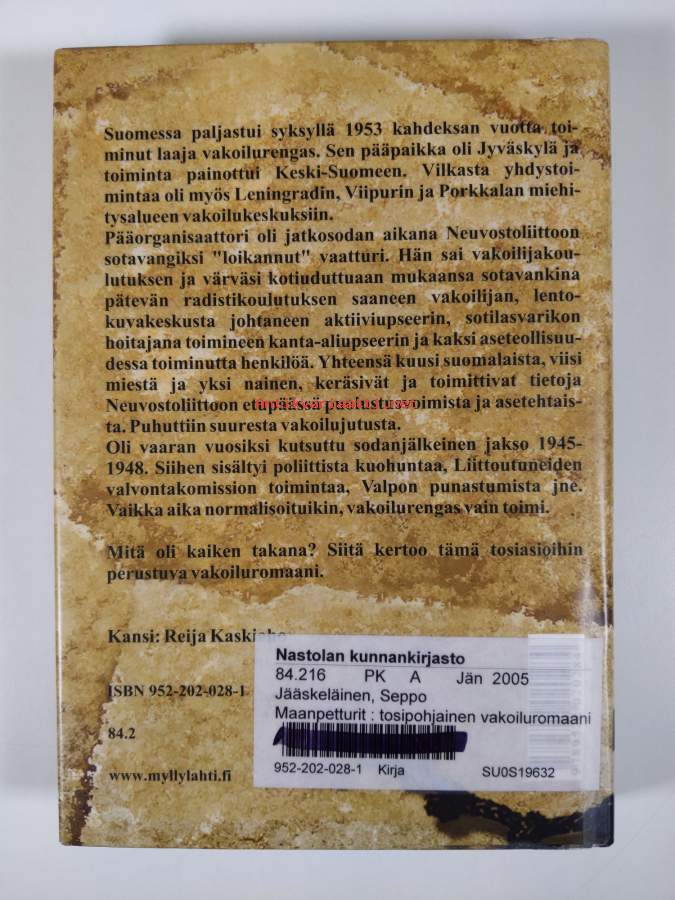 Suomessa paljastui syksyllä 1953 kahdeksan vuotta toi-
minut laaja vakoilurengas. Sen pääpaikka oli Jyväskylä ja
toiminta painottui Keski-Suomeen. Vilkasta yhdystoi-
mintaa oli myös Leningradin, Viipurin ja Porkkalan miehi-
tysalueen vakoilukeskuksiin.
Pääorganisaattori oli jatkosodan aikana Neuvostoliittoon
sotavangiksi "loikannut" vaatturi. Hän sai vakoilijakou-
lutuksen ja värväsi kotiuduttuaan mukaansa sotavankina
pätevän radistikoulutuksen saaneen vakoilijan, lento-
kuvakeskusta johtaneen aktiiviupseerin, sotilasvarikon
hoitajana toimineen kanta-aliupseerin ja kaksi aseteollisuu-
dessa toiminutta henkilöä. Yhteensä kuusi suomalaista, viisi
miestä ja yksi nainen, keräsivät ja toimittivat tietoja
Neuvostoliittoon etupäässä puolustusvoimista ja asetehtais-
ta. Puhuttiin suuresta vakoilujutusta.
Oli vaaran vuosiksi kutsuttu sodanjälkeinen jakso 1945-
1948. Siihen sisältyi poliittista kuohuntaa, Liittoutuneiden
valvontakomission toimintaa, Valpon punastumista jne.
Vaikka aika normalisoituikin, vakoilurengas vain toimi.
Mitä oli kaiken takana? Siitä kertoo tämä tosiasioihin
perustuva vakoiluromaani.
Kansi: Reija
ISBN 952-202-028-1
84.2
www.myllylahti.fi
Nastolan kunnankirjasto
84.216 PK A Jän 2005
Jääskeläinen, Seppo
Maanpetturit : tosipohjainen vakoiluromaani
952-202-028-1 Kirja SU0S19632